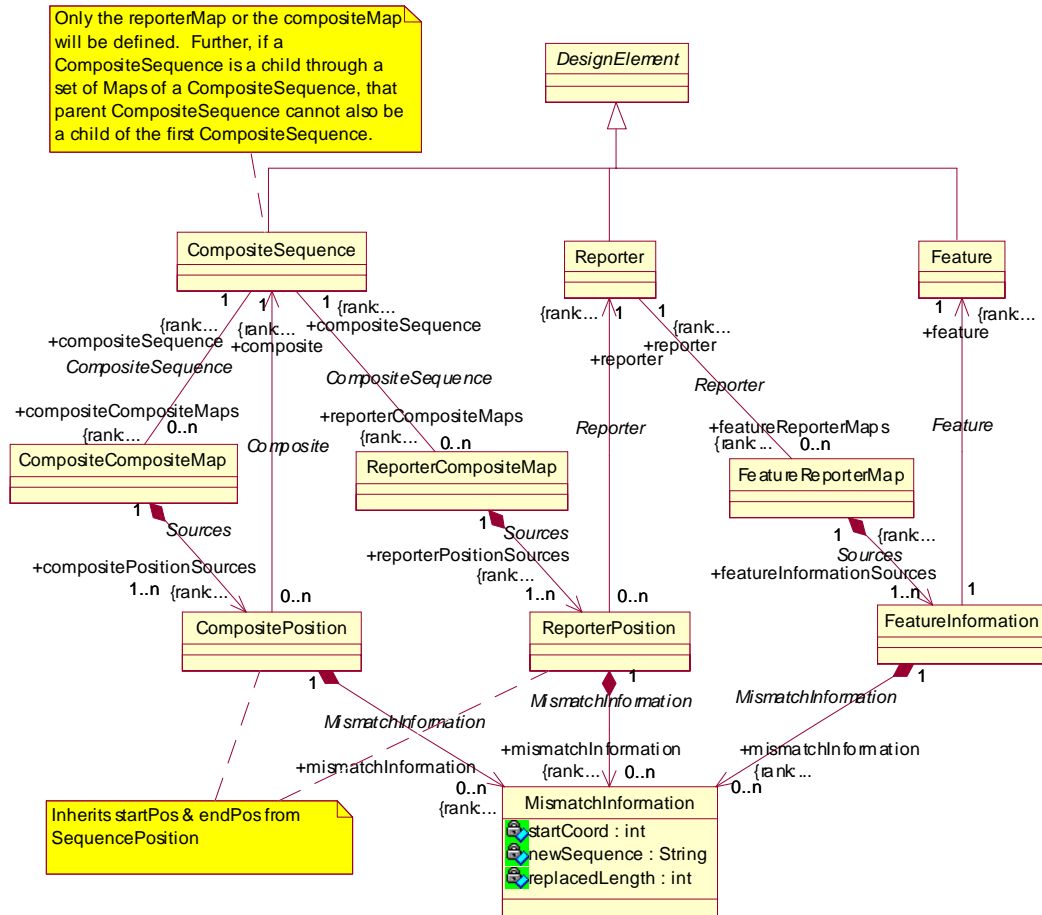 Only the reporterMap or the compositeMap
will be defined.  Further, if a
CompositeSequence is a child through a
set of Maps of a CompositeSequence, that
parent CompositeSequence cannot also be
a child of the first CompositeSequence.
DesignElement
CompositeSequence
Reporter
Feature
1
{rank:...
+compositeSequence
CompositeSequence
1
{rank:...
+composite
1
{rank:...
+compositeSequence
CompositeSequence
{rank:...
1
+reporter
1
{rank:...
+reporter
Reporter
1
{rank:...
+feature
+compositeCompositeMaps
{rank:...
0..n
Composite
+reporterCompositeMaps
{rank:...
0..n
Reporter
+featureReporterMaps
{rank:...
0..n
Feature
CompositeCompositeMap
ReporterCompositeMap
FeatureReporterMap
1
Sources
+compositePositionSources
1..n
{rank:...
0..n
1
Sources
+reporterPositionSources
{rank:...
1..n
0..n
1
{rank:...
Sources
+featureInformationSources
1..n
1
CompositePosition
ReporterPosition
FeatureInformation
1
MismatchInformation
+mismatchInformation
0..n
{rank:...
1
MismatchInformation
+mismatchInformation
{rank:...
0..n
1
MismatchInformation
+mismatchInformation
{rank:...
0..n
Inherits startPos & endPos from
SequencePosition
MismatchInformation
startCoord : int
newSequence : String
replacedLength : int